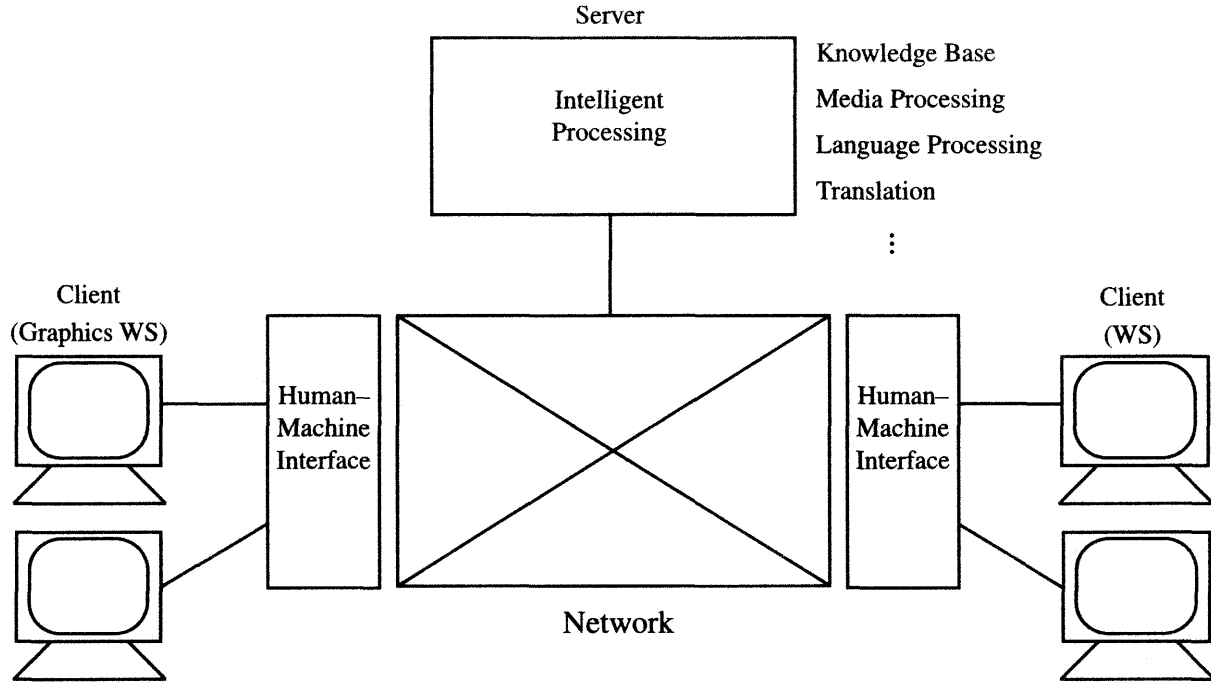 Server
Intelligent
Processing
Knowledge Base
Media Processing
Language Processing
Translation
⋮
Client
(Graphics WS)
Human–
Machine
Interface
Network
Human–
Machine
Interface
Client
(WS)